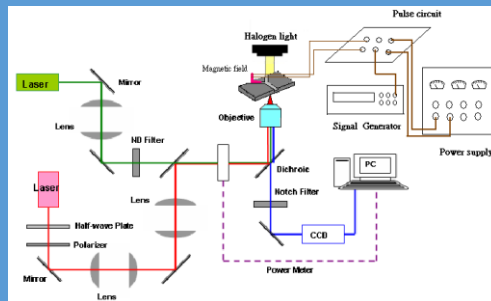 Pulse circuit
Halogen light
Magnetic field
Laser
Mirror
Lens
Objective
Signal Generator
Power supply
ND Filter
Dichroic
PC
Laser
Notch Filter
Lens
Half-wave Plate
Polarizer
CCD
Mirror
Power Meter
Lens